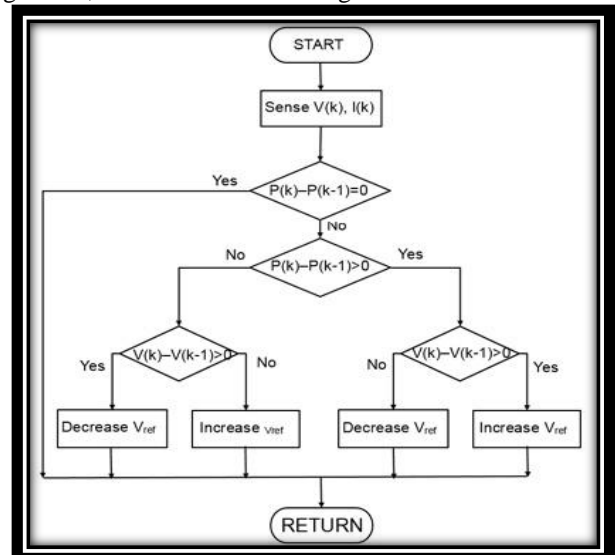 START
Sense V(k), I(k)
Yes
P(k)–P(k-1)=0
No
No
P(k)–P(k-1)>0
Yes
Yes
V(k)–V(k-1)>0
No
No
V(k)–V(k-1)>0
Yes
Decrease Vref
Increase Vref
Decrease Vref
Increase Vref
RETURN